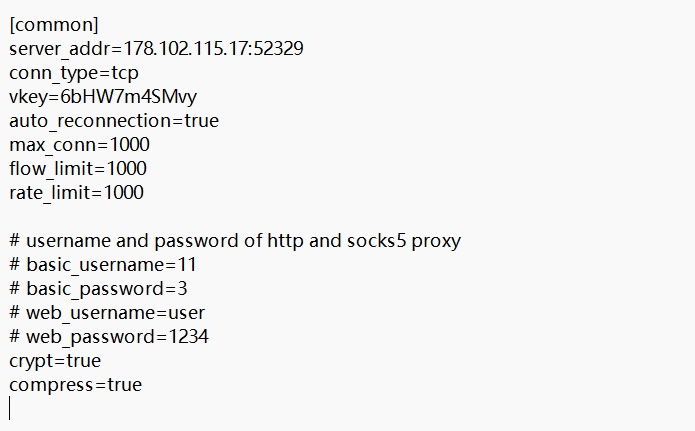 [common]
server_addr=178.102.115.17:52329
conn_type=tcp
vkey=6bHW7m4SMvy
auto_reconnection=true
max_conn=1000
flow_limit=1000
rate_limit=1000
# username and password of http and socks5 proxy
# basic_username=11
# basic_password=3
# web_username=user
# web_password=1234
crypt=true
compress=true